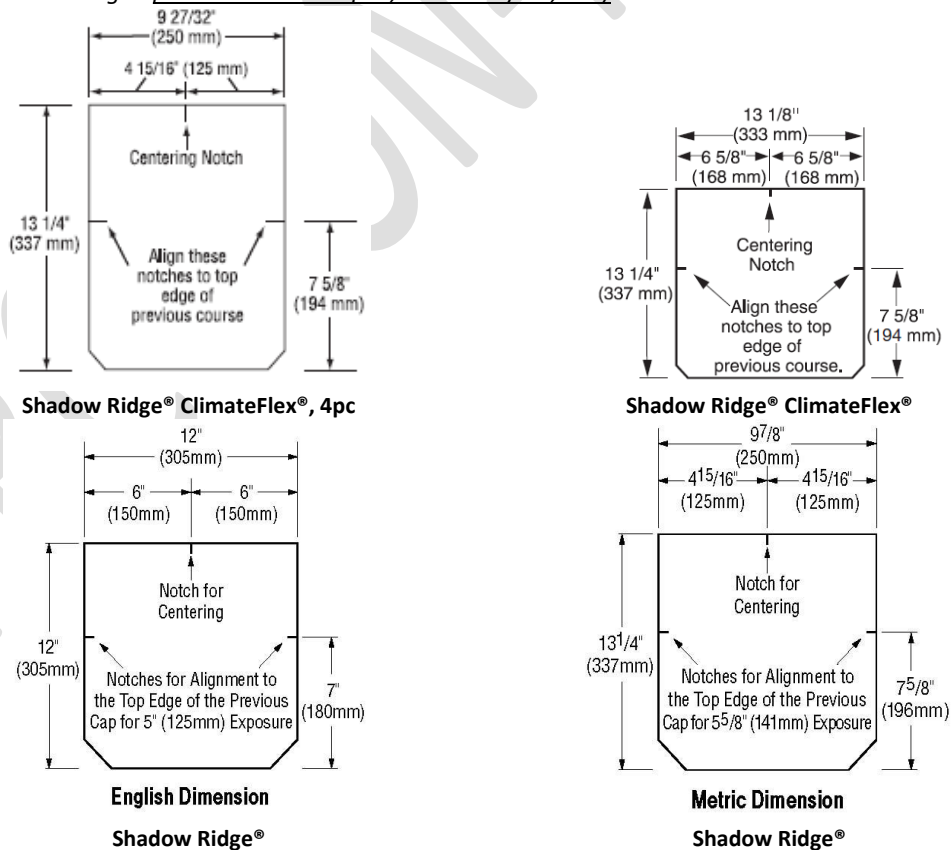 9 27/32"
(250 mm)
4 15/16" (125 mm)
Centering Notch
13 1/4"
(337 mm)
Align these
notches to top
edge of
previous course
7 5/8"
(194 mm)
Shadow Ridge® ClimateFlex®, 4pc
13 1/8"
(333 mm)
6 5/8" 6 5/8"
(168 mm) (168 mm)
Centering
Notch
13 1/4"
(337 mm)
Align these
notches to top
edge of
previous course.
7 5/8"
(194 mm)
Shadow Ridge® ClimateFlex®
12"
(305mm)
6" 6"
(150mm) (150mm)
Notch for
Centering
12"
(305mm)
Notches for Alignment to
the Top Edge of the Previous
Cap for 5" (125mm) Exposure
7"
(180mm)
English Dimension
Shadow Ridge®
97/8"
(250mm)
415/16" 415/16"
(125mm) (125mm)
Notch for
Centering
131/4"
(337mm)
Notches for Alignment to
the Top Edge of the Previous
Cap for 55/8" (141mm) Exposure
75/8"
(196mm)
Metric Dimension
Shadow Ridge®